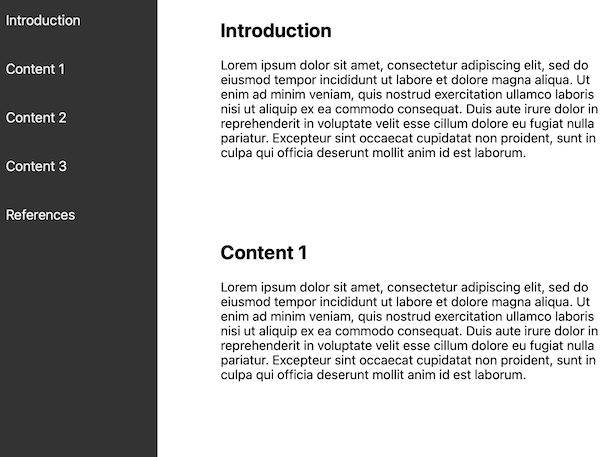 Introduction
Content 1
Content 2
Content 3
References
Introduction
Lorem ipsum dolor sit amet, consectetur adipiscing elit, sed do
eiusmod tempor incididunt ut labore et dolore magna aliqua. Ut
enim ad minim veniam, quis nostrud exercitation ullamco laboris
nisi ut aliquip ex ea commodo consequat. Duis aute irure dolor in
reprehenderit in voluptate velit esse cillum dolore eu fugiat nulla
pariatur. Excepteur sint occaecat cupidatat non proident, sunt in
culpa qui officia deserunt mollit anim id est laborum.
Content 1
Lorem ipsum dolor sit amet, consectetur adipiscing elit, sed do
eiusmod tempor incididunt ut labore et dolore magna aliqua. Ut
enim ad minim veniam, quis nostrud exercitation ullamco laboris
nisi ut aliquip ex ea commodo consequat. Duis aute irure dolor in
reprehenderit in voluptate velit esse cillum dolore eu fugiat nulla
pariatur. Excepteur sint occaecat cupidatat non proident, sunt in
culpa qui officia deserunt mollit anim id est laborum.